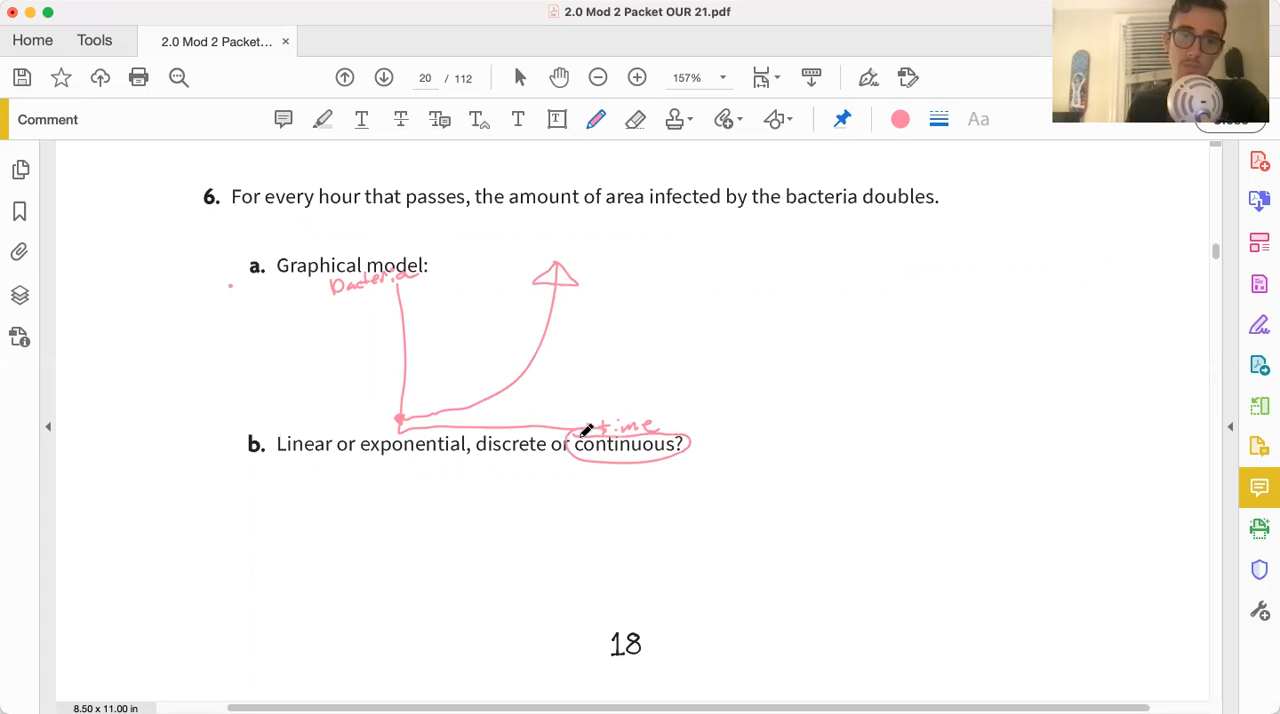 2.0 Mod 2 Packet OUR 21.pdf
Home Tools 2.0 Mod 2 Packet... ×
20 / 112 157%
Comment Aa
6. For every hour that passes, the amount of area infected by the bacteria doubles.
a. Graphical model:
Bacteria
time
b. Linear or exponential, discrete or continuous?
18
8.50 x 11.00 in